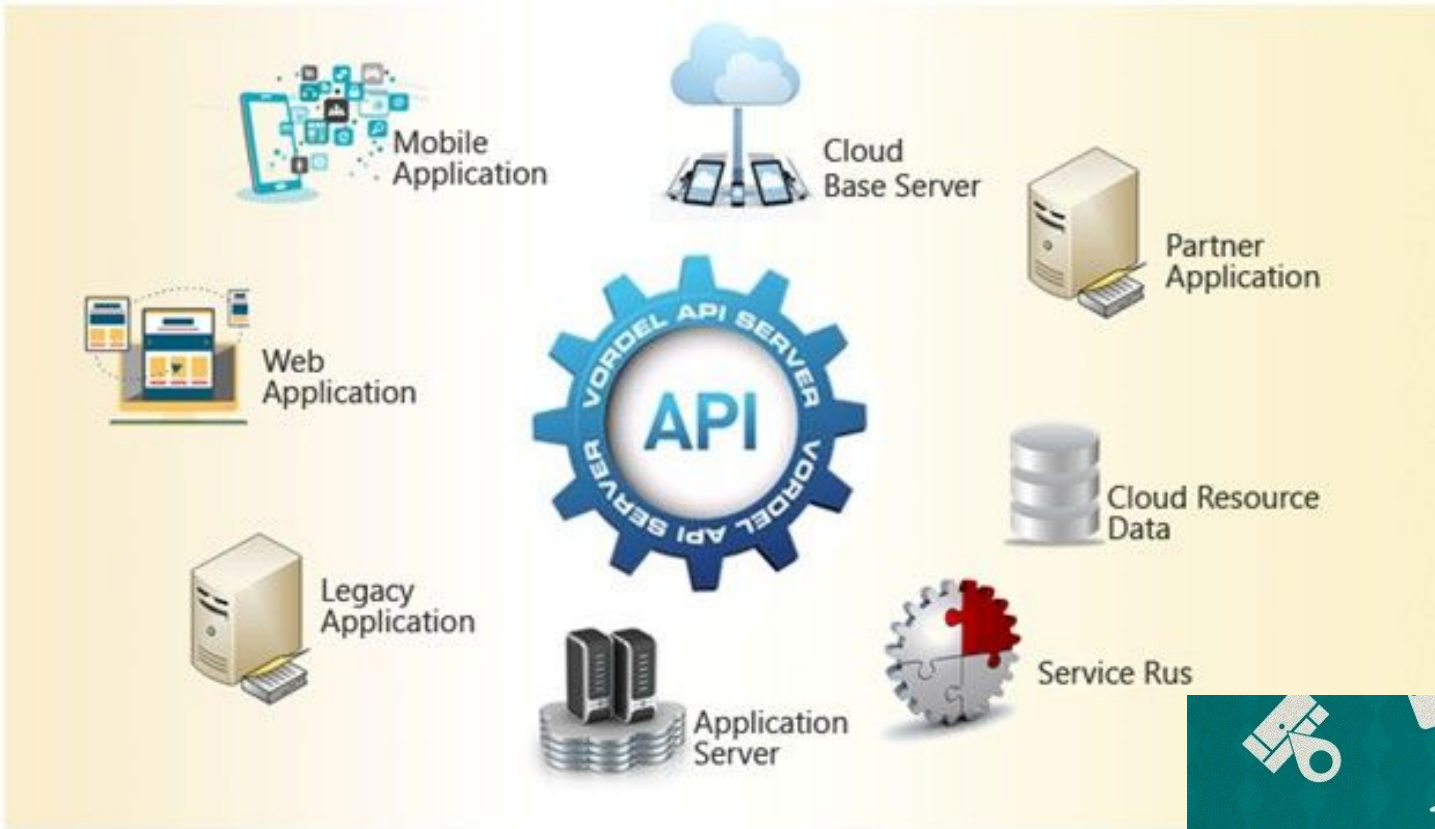 Mobile
Application
Cloud
Base Server
Partner
Application
VORDEL API SERVER
API
VORDEL API SERVER
Web
Application
Cloud Resource
Data
Legacy
Application
Service Rus
Application
Server